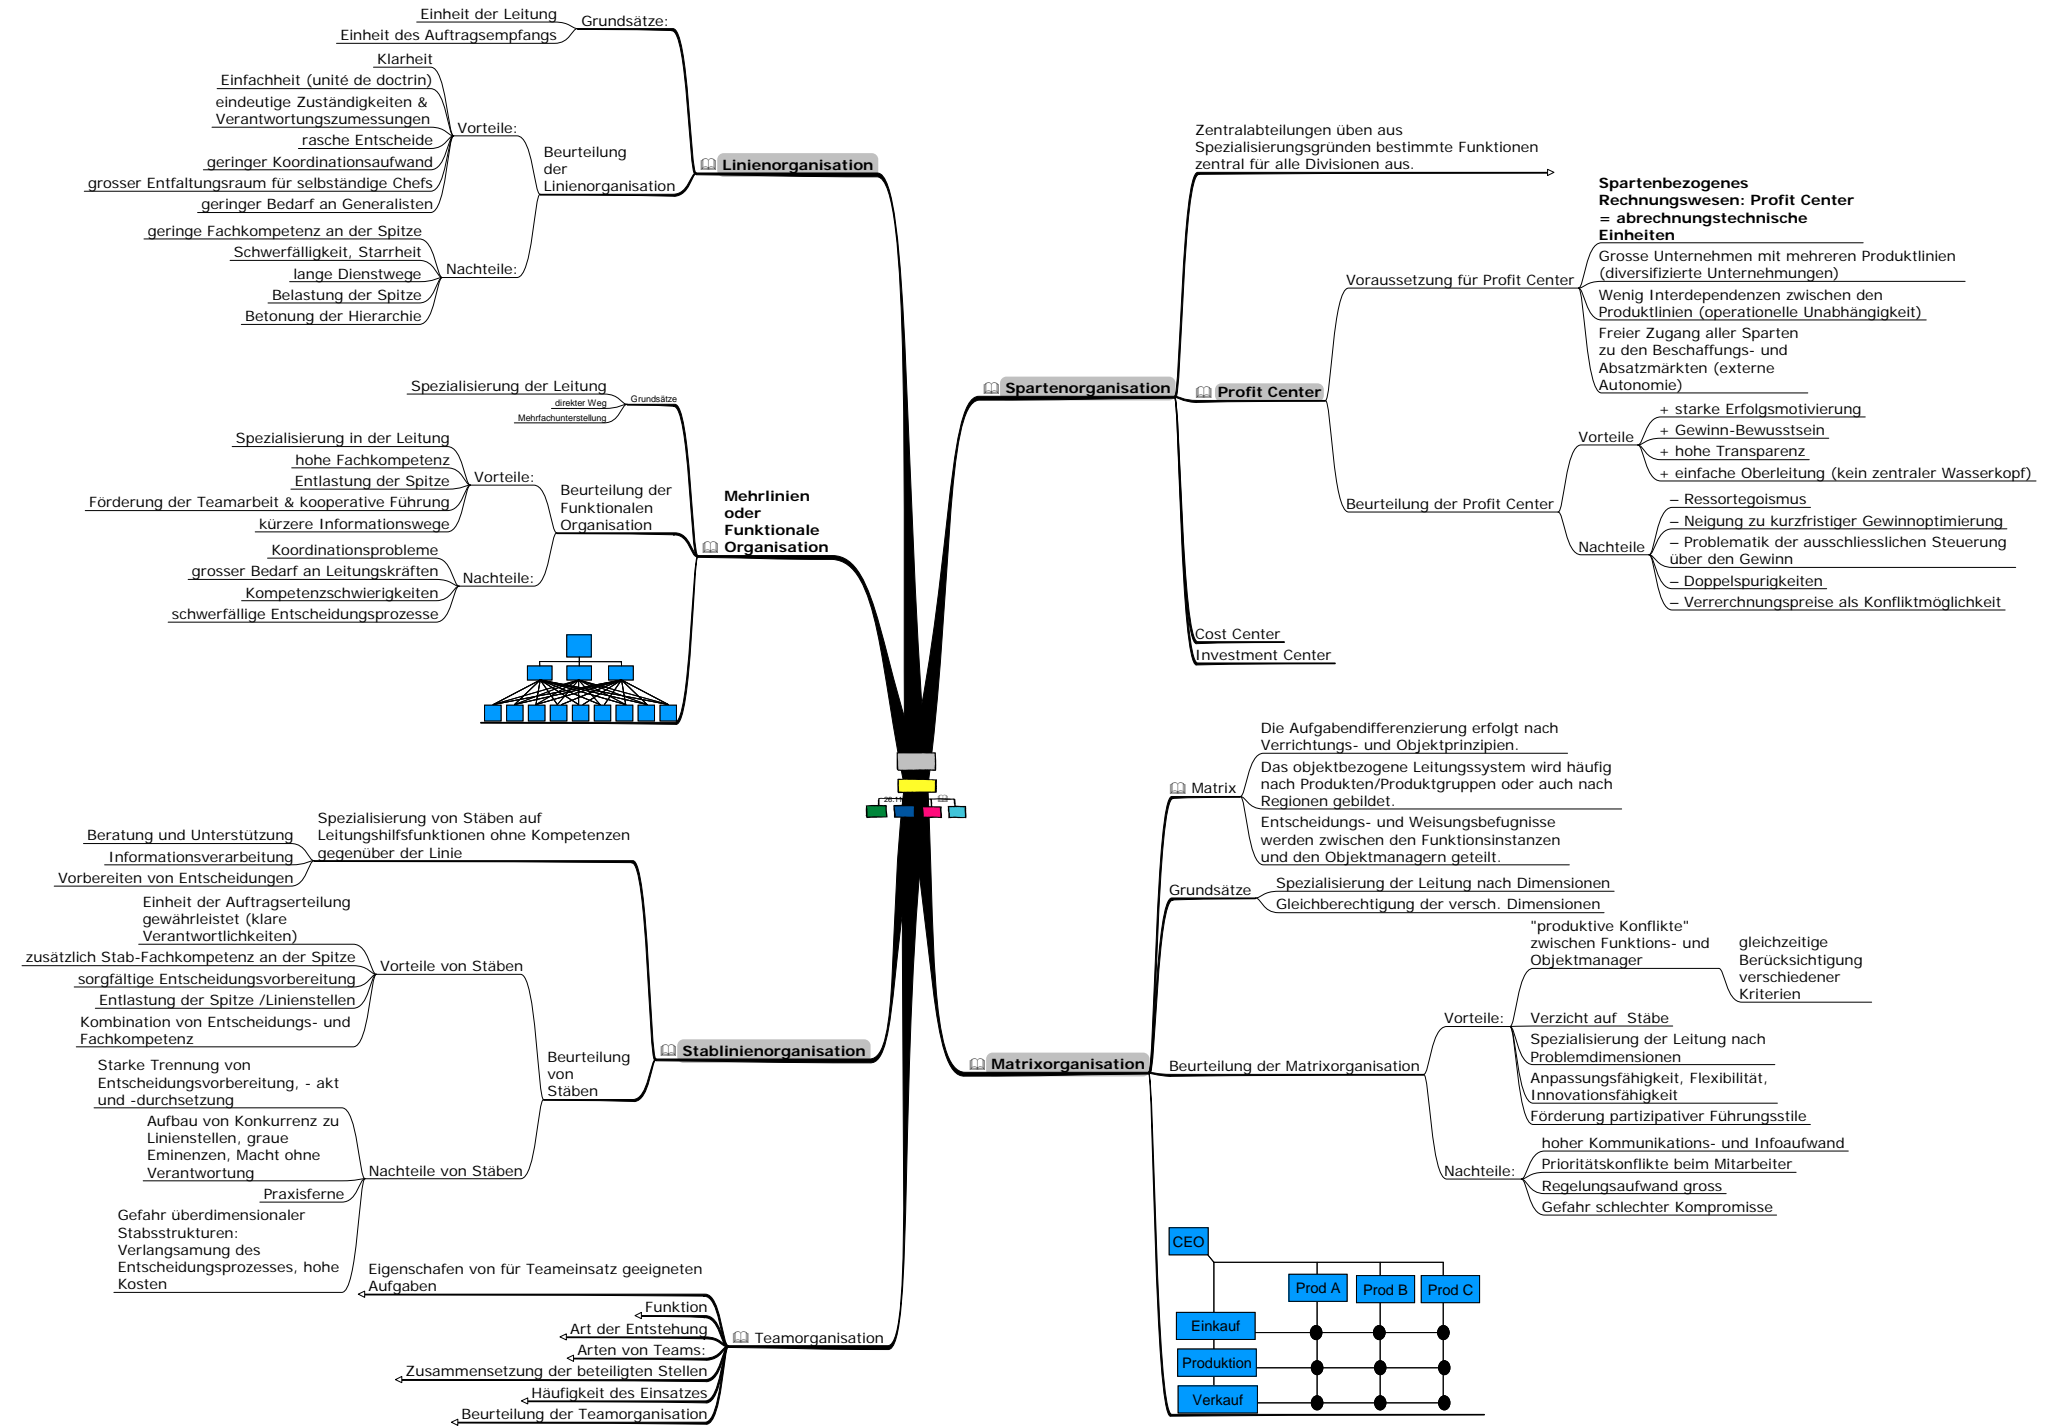 Einheit der Leitung
Einheit des Auftragsempfangs
Grundsätze:
Klarheit
Einfachheit (unité de doctrin)
eindeutige Zuständigkeiten &
Verantwortungszumessungen
rasche Entscheide
geringer Koordinationsaufwand
grosser Entfaltungsraum für selbständige Chefs
geringer Bedarf an Generalisten
Vorteile:
geringe Fachkompetenz an der Spitze
Schwerfälligkeit, Starrheit
lange Dienstwege
Belastung der Spitze
Betonung der Hierarchie
Nachteile:
Beurteilung
der
Linienorganisation
Linienorganisation
Spezialisierung der Leitung
direkter Weg
Mehrfachunterstellung
Grundsätze
Spezialisierung in der Leitung
hohe Fachkompetenz
Entlastung der Spitze
Förderung der Teamarbeit & kooperative Führung
kürzere Informationswege
Vorteile:
Koordinationsprobleme
grosser Bedarf an Leitungskräften
Kompetenzschwierigkeiten
schwerfällige Entscheidungsprozesse
Nachteile:
Beurteilung der
Funktionalen
Organisation
Mehrlinien
oder
Funktionale
Organisation
Beratung und Unterstützung
Informationsverarbeitung
Vorbereiten von Entscheidungen
Spezialisierung von Stäben auf
Leitungshilfsfunktionen ohne Kompetenzen
gegenüber der Linie
Einheit der Auftragserteilung
gewährleistet (klare
Verantwortlichkeiten)
zusätzlich Stab-Fachkompetenz an der Spitze
sorgfältige Entscheidungsvorbereitung
Entlastung der Spitze /Linienstellen
Kombination von Entscheidungs- und
Fachkompetenz
Vorteile von Stäben
Starke Trennung von
Entscheidungsvorbereitung, - akt
und -durchsetzung
Aufbau von Konkurrenz zu
Linienstellen, graue
Eminenzen, Macht ohne
Verantwortung
Praxisferne
Gefahr überdimensionaler
Stabsstrukturen:
Verlangsamung des
Entscheidungsprozesses, hohe
Kosten
Nachteile von Stäben
Beurteilung
von
Stäben
Stablinienorganisation
Eigenschafen von für Teameinsatz geeigneten
Aufgaben
Funktion
Art der Entstehung
Arten von Teams:
Zusammensetzung der beteiligten Stellen
Häufigkeit des Einsatzes
Beurteilung der Teamorganisation
Teamorganisation
Zentralabteilungen üben aus
Spezialisierungsgründen bestimmte Funktionen
zentral für alle Divisionen aus.
Spartenorganisation
Profit Center
Voraussetzung für Profit Center
Spartenbezogenes
Rechnungswesen: Profit Center
= abrechnungstechnische
Einheiten
Grosse Unternehmen mit mehreren Produktlinien
(diversifizierte Unternehmungen)
Wenig Interdependenzen zwischen den
Produktlinien (operationelle Unabhängigkeit)
Freier Zugang aller Sparten
zu den Beschaffungs- und
Absatzmärkten (externe
Autonomie)
Beurteilung der Profit Center
Vorteile
+ starke Erfolgsmotivierung
+ Gewinn-Bewusstsein
+ hohe Transparenz
+ einfache Oberleitung (kein zentraler Wasserkopf)
Nachteile
– Ressortegoismus
– Neigung zu kurzfristiger Gewinnoptimierung
– Problematik der ausschliesslichen Steuerung
über den Gewinn
– Doppelspurigkeiten
– Verrerchnungspreise als Konfliktmöglichkeit
Cost Center
Investment Center
Matrix
Die Aufgabendifferenzierung erfolgt nach
Verrichtungs- und Objektprinzipien.
Das objektbezogene Leitungssystem wird häufig
nach Produkten/Produktgruppen oder auch nach
Regionen gebildet.
Entscheidungs- und Weisungsbefugnisse
werden zwischen den Funktionsinstanzen
und den Objektmanagern geteilt.
Grundsätze
Spezialisierung der Leitung nach Dimensionen
Gleichberechtigung der versch. Dimensionen
Matrixorganisation
Beurteilung der Matrixorganisation
Vorteile:
"produktive Konflikte"
zwischen Funktions- und
Objektmanager
gleichzeitige
Berücksichtigung
verschiedener
Kriterien
Verzicht auf  Stäbe
Spezialisierung der Leitung nach
Problemdimensionen
Anpassungsfähigkeit, Flexibilität,
Innovationsfähigkeit
Förderung partizipativer Führungsstile
Nachteile:
hoher Kommunikations- und Infoaufwand
Prioritätskonflikte beim Mitarbeiter
Regelungsaufwand gross
Gefahr schlechter Kompromisse
CEO
Prod A
Prod B
Prod C
Einkauf
Produktion
Verkauf